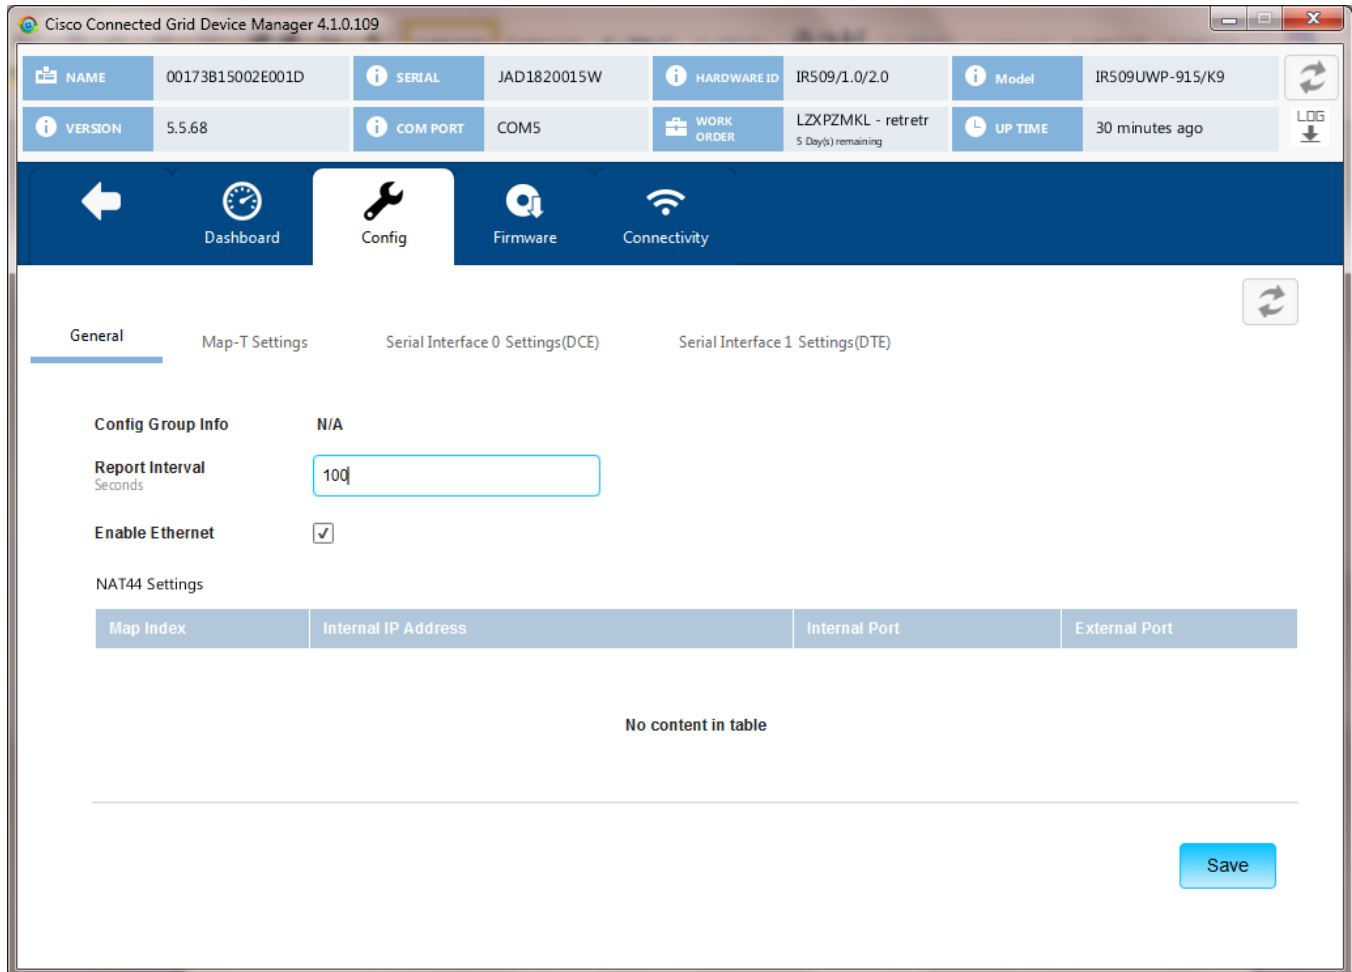 Cisco Connected Grid Device Manager 4.1.0.109
NAME 00173B15002E001D SERIAL JAD1820015W HARDWARE ID IR509/1.0/2.0 Model IR509UWP-915/K9
VERSION 5.5.68 COM PORT COM5 WORK ORDER LZXPZMKL - retretr 5 Day(s) remaining UP TIME 30 minutes ago LOG
Dashboard Config Firmware Connectivity
General Map-T Settings Serial Interface 0 Settings(DCE) Serial Interface 1 Settings(DTE)
Config Group Info N/A
Report Interval 100
Seconds
Enable Ethernet
NAT44 Settings
Map Index Internal IP Address Internal Port External Port
No content in table
Save